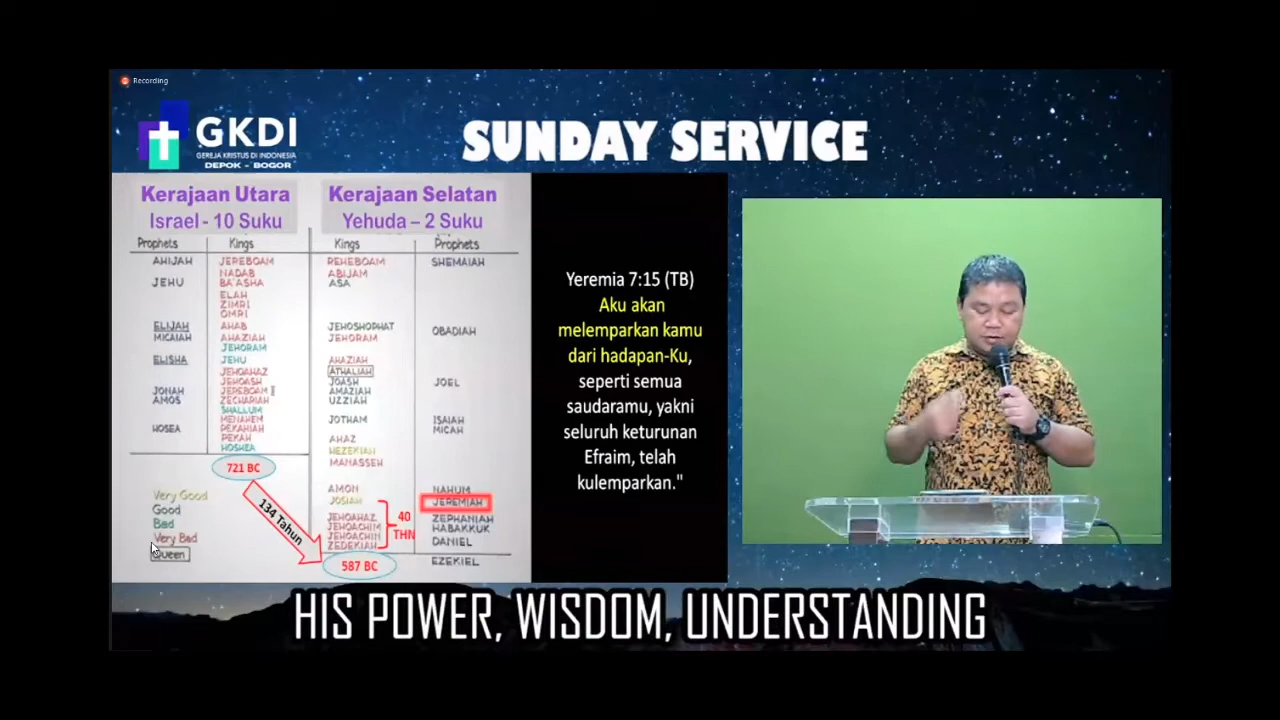 Recording
GKDI
GEREJA KRISTUS DI INDONESIA
DEPOK - BOGOR
SUNDAY SERVICE
Kerajaan Utara
Israel - 10 Suku
Kerajaan Selatan
Yehuda – 2 Suku
Prophets Kings Kings Prophets
AHIJAH JEREBOAM REHEBOAM SHEMAIAH
NADAB ABIJAM
JEHU BA'ASHA ASA
ELAH
ZIMRI
OMRI
ELIJAH AHAB JEHOSHOPHAT OBADIAH
MICAIAH AHAZIAH JEHORAM
JEHORAM
ELISHA JEHU AHAZIAH
JEHOAHAZ ATHALIAH
JEHOASH JOASH JOEL
JONAH JEREBOAM II AMAZIAH
AMOS ZECHARIAH UZZIAH
SHALLUM
MENAHEM JOTHAM ISAIAH
HOSEA PEKAHIAH MICAH
PEKAH AHAZ
HOSHEA HEZEKIAH
MANASSEH
721 BC
AMON NAHUM
Very Good JOSIAH JEREMIAH
Good JEHOAHAZ ZEPHANIAH
Bad JEHOACHIM HABAKKUK
Very Bad JEHOACHIN
Queen ZEDEKIAH DANIEL
134 Tahun
40
THN
587 BC
EZEKIEL
Yeremia 7:15 (TB)
Aku akan
melemparkan kamu
dari hadapan-Ku,
seperti semua
saudaramu, yakni
seluruh keturunan
Efraim, telah
kulemparkan."
HIS POWER, WISDOM, UNDERSTANDING